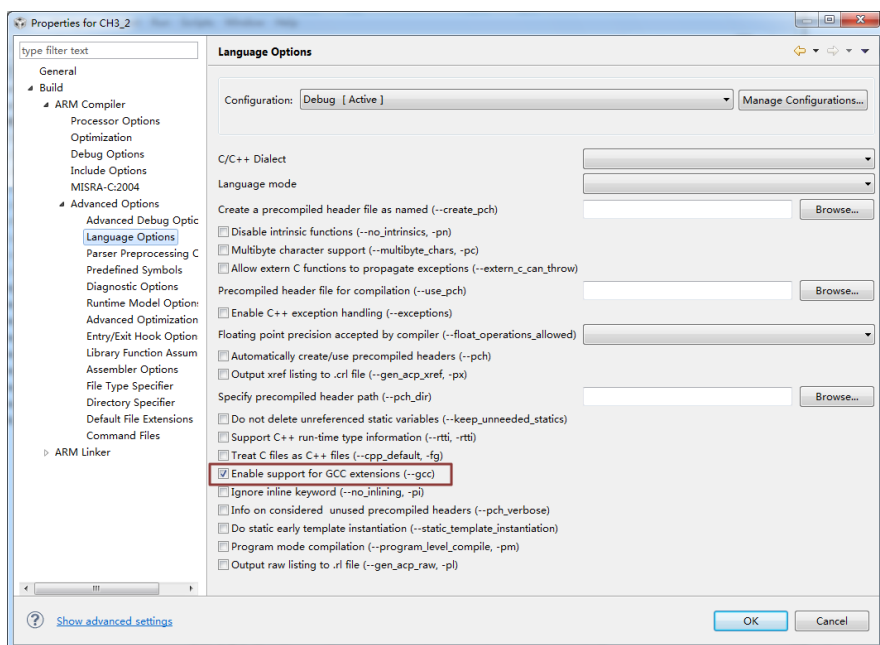 Properties for CH3_2
type filter text
General
Build
ARM Compiler
Processor Options
Optimization
Debug Options
Include Options
MISRA-C:2004
Advanced Options
Advanced Debug Optic
Language Options
Parser Preprocessing C
Predefined Symbols
Diagnostic Options
Runtime Model Option:
Advanced Optimization
Entry/Exit Hook Option
Library Function Assum
Assembler Options
File Type Specifier
Directory Specifier
Default File Extensions
Command Files
ARM Linker
Language Options
Configuration: Debug [ Active ] Manage Configurations...
C/C++ Dialect
Language mode
Create a precompiled header file as named (--create_pch) Browse...
Disable intrinsic functions (--no_intrinsics, -pn)
Multibyte character support (--multibyte_chars, -pc)
Allow extern C functions to propagate exceptions (--extern_c_can_throw)
Precompiled header file for compilation (--use_pch) Browse...
Enable C++ exception handling (--exceptions)
Floating point precision accepted by compiler (--float_operations_allowed)
Automatically create/use precompiled headers (--pch)
Output xref listing to .crl file (--gen_acp_xref, -px)
Specify precompiled header path (--pch_dir) Browse...
Do not delete unreferenced static variables (--keep_unneeded_statics)
Support C++ run-time type information (--rtti, -rtti)
Treat C files as C++ files (--cpp_default, -fg)
Enable support for GCC extensions (--gcc)
Ignore inline keyword (--no_inlining, -pi)
Info on considered unused precompiled headers (--pch_verbose)
Do static early template instantiation (--static_template_instantiation)
Program mode compilation (--program_level_compile, -pm)
Output raw listing to .rl file (--gen_acp_raw, -pl)
Show advanced settings
OK Cancel